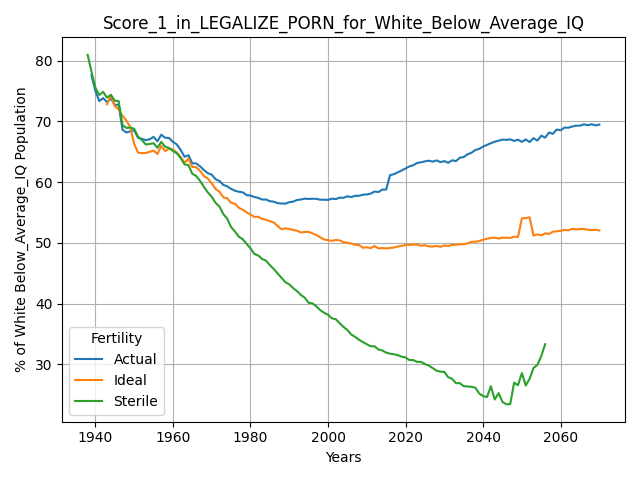 Score_1_in_LEGALIZE_PORN_for_White_Below_Average_IQ
% of White Below_Average_IQ Population
80
70
60
50
40
30
Fertility
Actual
Ideal
Sterile
1940 1960 1980 2000 2020 2040 2060
Years